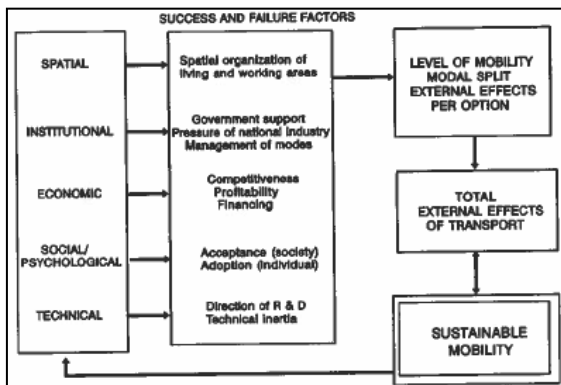 SUCCESS AND FAILURE FACTORS
SPATIAL
Spatial organization of
living and working areas
INSTITUTIONAL
Government support
Pressure of national industry
Management of modes
ECONOMIC
Competitiveness
Profitability
Financing
SOCIAL/
PSYCHOLOGICAL
Acceptance (society)
Adoption (individual)
TECHNICAL
Direction of R & D
Technical inertia
LEVEL OF MOBILITY
MODAL SPLIT
EXTERNAL EFFECTS
PER OPTION
TOTAL
EXTERNAL EFFECTS
OF TRANSPORT
SUSTAINABLE
MOBILITY